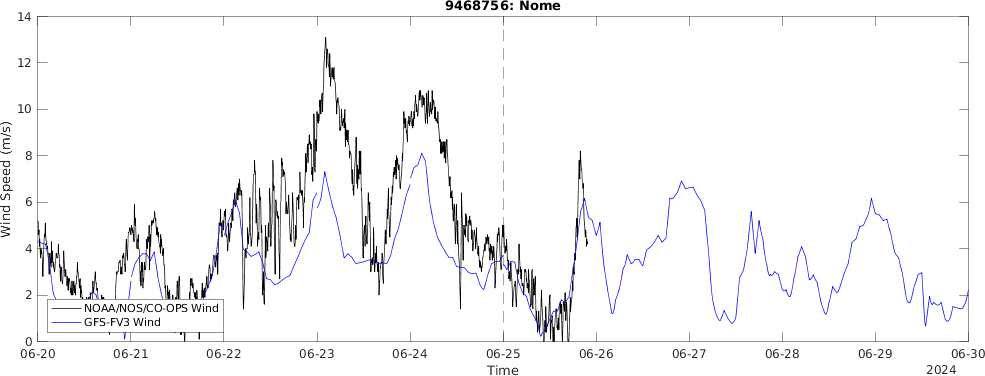 9468756: Nome
Wind Speed (m/s)
14
12
10
8
6
4
2
0
NOAA/NOS/CO-OPS Wind
GFS-FV3 Wind
06-20 06-21 06-22 06-23 06-24 06-25 06-26 06-27 06-28 06-29 06-30
Time
2024